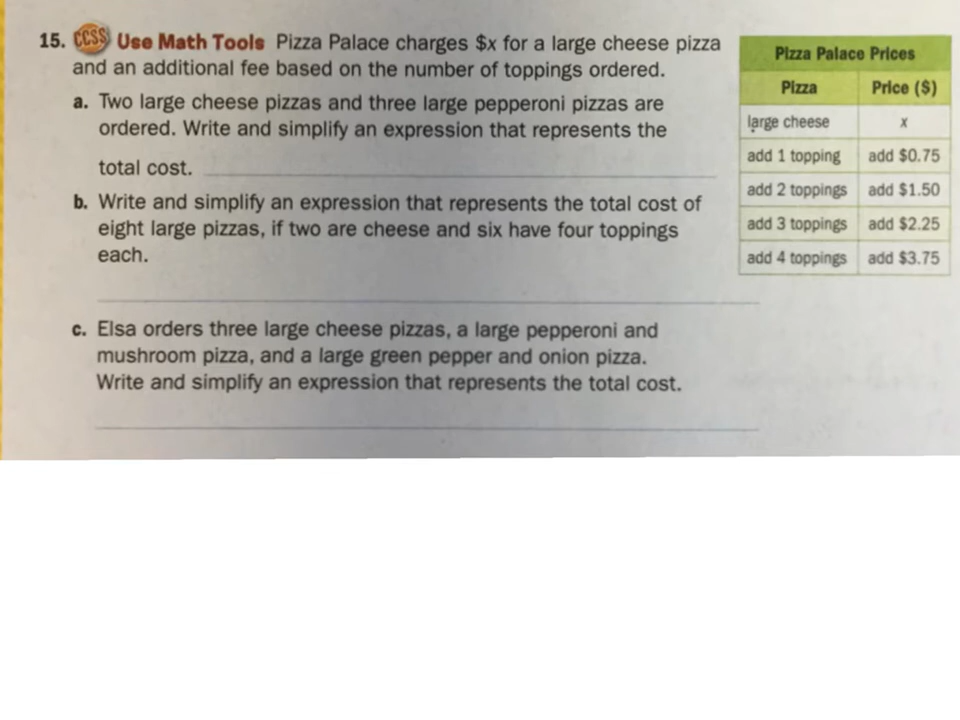 15. CCSS Use Math Tools Pizza Palace charges $x for a large cheese pizza
and an additional fee based on the number of toppings ordered.
a. Two large cheese pizzas and three large pepperoni pizzas are
ordered. Write and simplify an expression that represents the
total cost.
b. Write and simplify an expression that represents the total cost of
eight large pizzas, if two are cheese and six have four toppings
each.
c. Elsa orders three large cheese pizzas, a large pepperoni and
mushroom pizza, and a large green pepper and onion pizza.
Write and simplify an expression that represents the total cost.
Pizza Palace Prices
Pizza Price ($)
large cheese x
add 1 topping add $0.75
add 2 toppings add $1.50
add 3 toppings add $2.25
add 4 toppings add $3.75